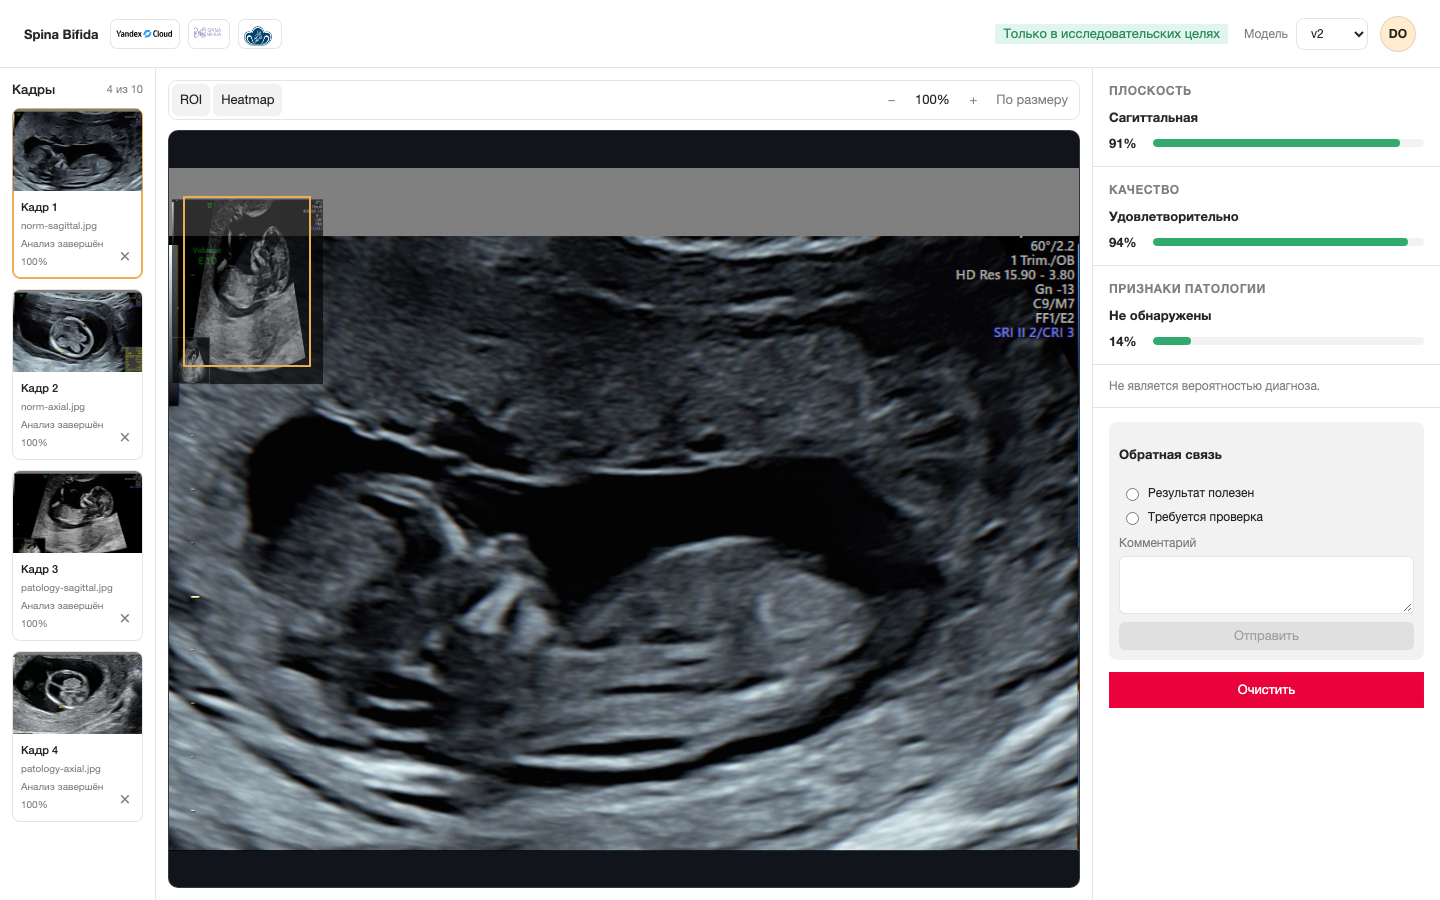 Spina Bifida
Yandex Cloud
SPINA BIFIDA
Только в исследовательских целях
Модель
v2
DO
Кадры
4 из 10
Кадр 1
norm-sagittal.jpg
Анализ завершён
100%
Кадр 2
norm-axial.jpg
Анализ завершён
100%
Кадр 3
patology-sagittal.jpg
Анализ завершён
100%
Кадр 4
patology-axial.jpg
Анализ завершён
100%
ROI
Heatmap
− 100% +
По размеру
60°/2.2
1 Trim./OB
HD Res 15.90 - 3.80
Gn -13
C9/M7
FF1/E2
SRI II 2/CRI 3
ПЛОСКОСТЬ
Сагиттальная
91%
КАЧЕСТВО
Удовлетворительно
94%
ПРИЗНАКИ ПАТОЛОГИИ
Не обнаружены
14%
Не является вероятностью диагноза.
Обратная связь
Результат полезен
Требуется проверка
Комментарий
Отправить
Очистить